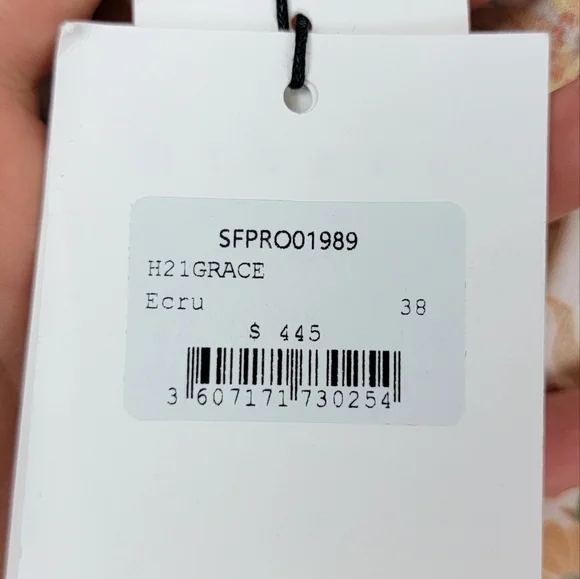 SFPRO01989
H21GRACE
Ecru 38
$ 445
3 607171 730254